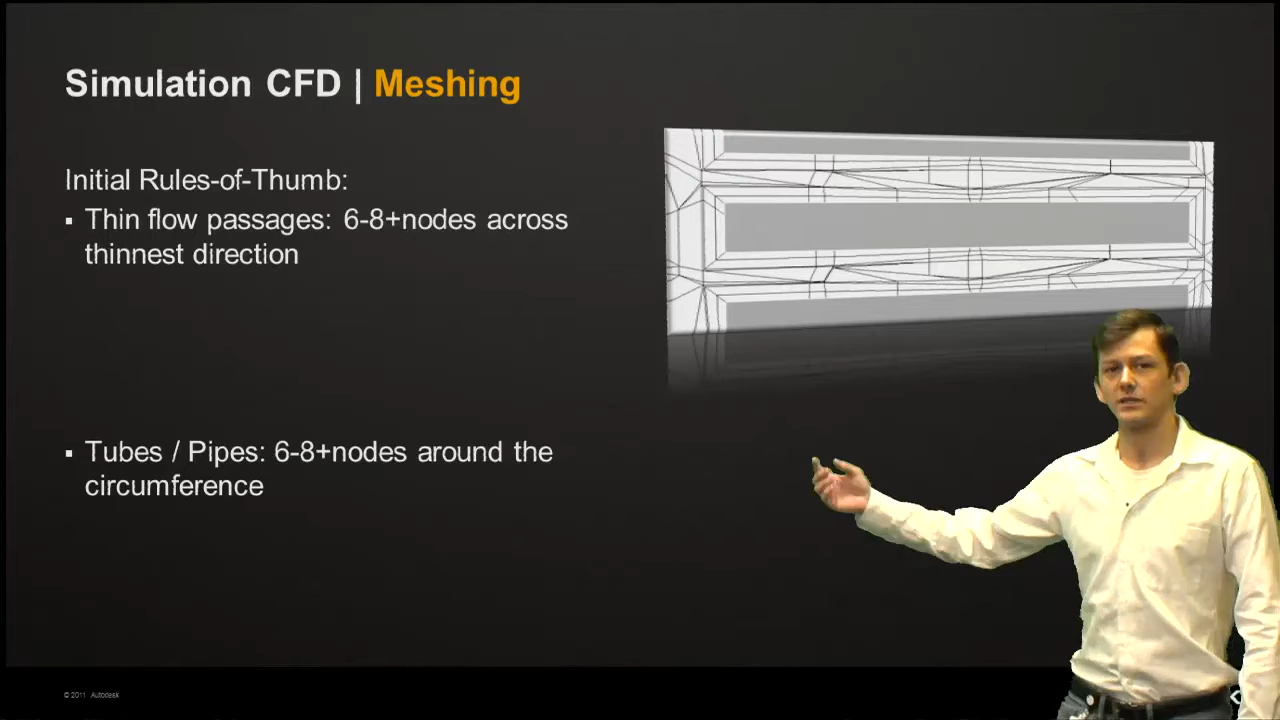 Simulation CFD | Meshing
Initial Rules-of-Thumb:
▪ Thin flow passages: 6-8+nodes across
thinnest direction
▪ Tubes / Pipes: 6-8+nodes around the
circumference
© 2011 Autodesk